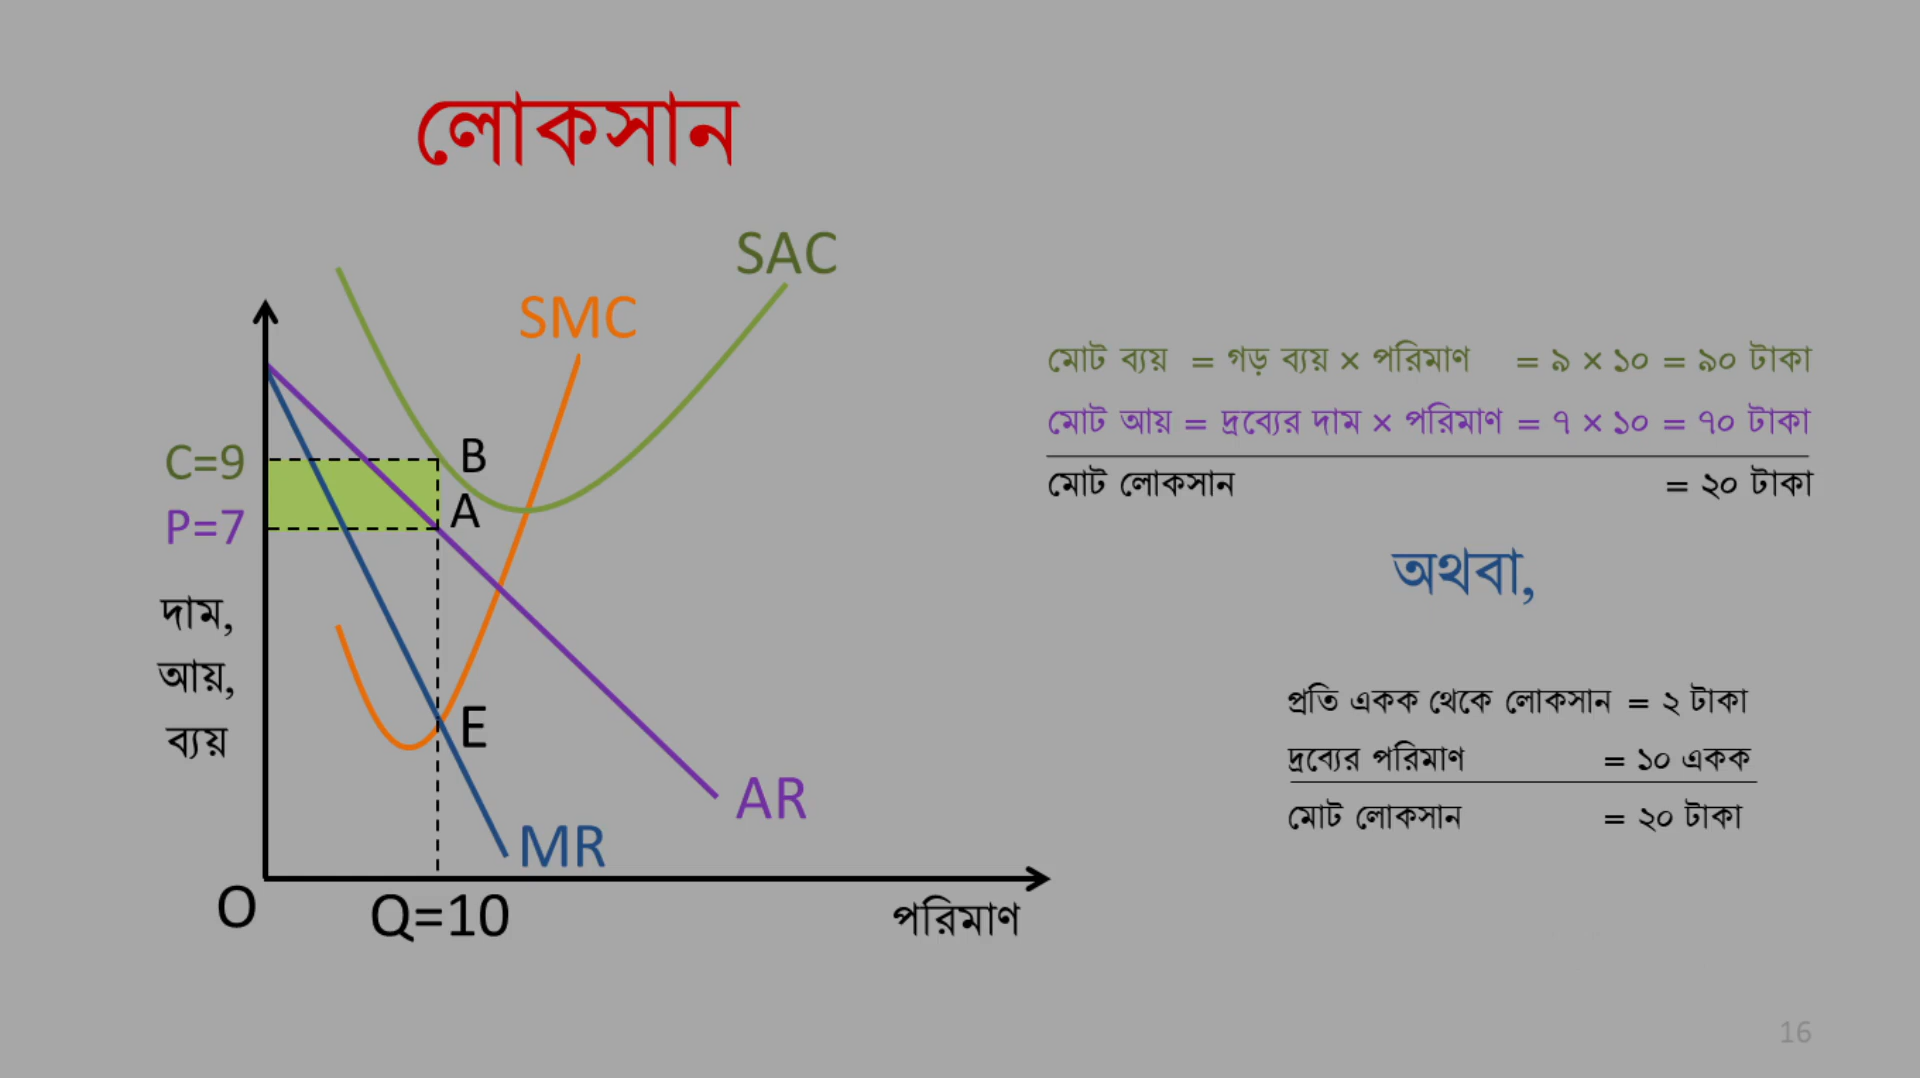 লোকসান
SAC
SMC
C=9
P=7
B
A
E
দাম,
আয়,
ব্যয়
AR
MR
O
Q=10
পরিমাণ
মোট ব্যয় = গড় ব্যয় × পরিমাণ = ৯ × ১০ = ৯০ টাকা
মোট আয় = দ্রব্যের দাম × পরিমাণ = ৭ × ১০ = ৭০ টাকা
মোট লোকসান = ২০ টাকা
অথবা,
প্রতি একক থেকে লোকসান = ২ টাকা
দ্রব্যের পরিমাণ = ১০ একক
মোট লোকসান = ২০ টাকা
16